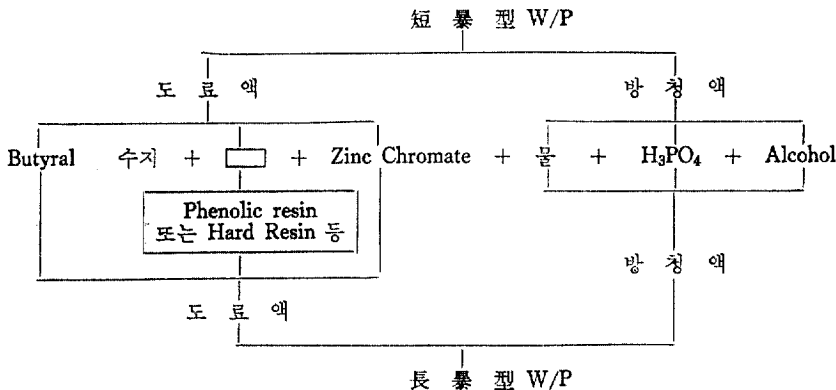 短 暴 型 W/P
도 료 액 방 청 액
Butyral 수지 + + Zinc Chromate + 물 + H₃PO₄ + Alcohol
Phenolic resin
또는 Hard Resin 등
방 청 액
도 료 액
長 暴 型 W/P